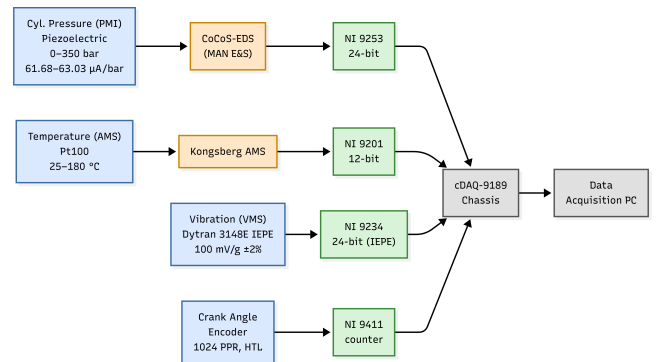 Cyl. Pressure (PMI)
Piezoelectric
0–350 bar
61.68–63.03 μA/bar
CoCoS-EDS
(MAN E&S)
NI 9253
24-bit
Temperature (AMS)
Pt100
25–180 °C
Kongsberg AMS
NI 9201
12-bit
cDAQ-9189
Chassis
Data
Acquisition PC
Vibration (VMS)
Dytran 3148E IEPE
100 mV/g ±2%
NI 9234
24-bit (IEPE)
Crank Angle
Encoder
1024 PPR, HTL
NI 9411
counter